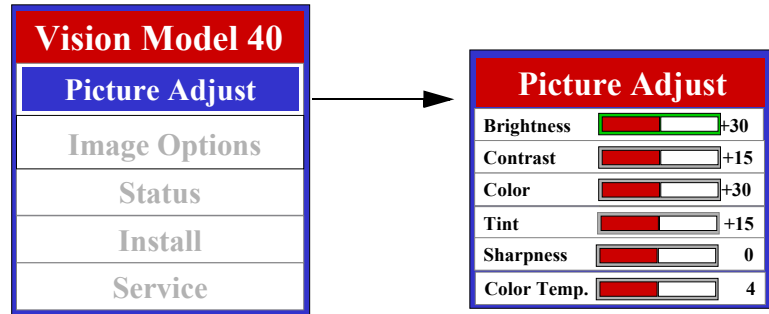 Vision Model 40
Picture Adjust
Image Options
Status
Install
Service
Picture Adjust
Brightness +30
Contrast +15
Color +30
Tint +15
Sharpness 0
Color Temp. 4